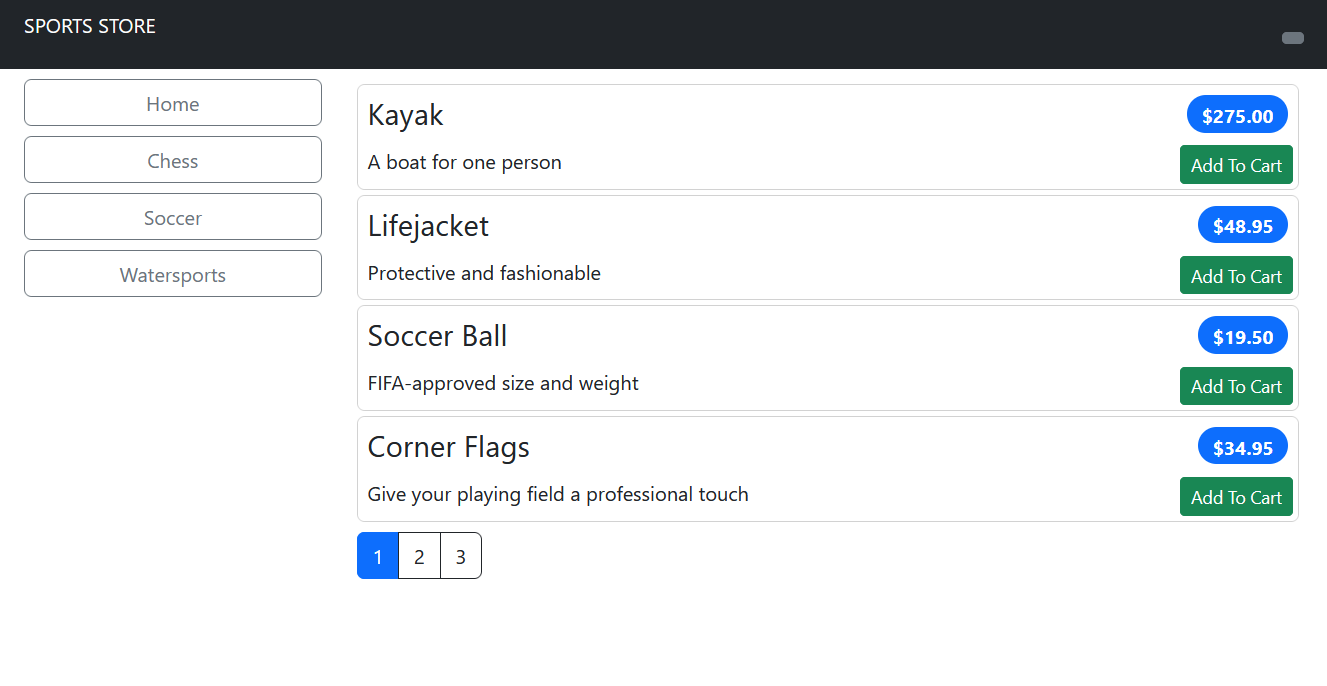 SPORTS STORE
Home
Chess
Soccer
Watersports
Kayak
$275.00
A boat for one person
Add To Cart
Lifejacket
$48.95
Protective and fashionable
Add To Cart
Soccer Ball
$19.50
FIFA-approved size and weight
Add To Cart
Corner Flags
$34.95
Give your playing field a professional touch
Add To Cart
1 2 3